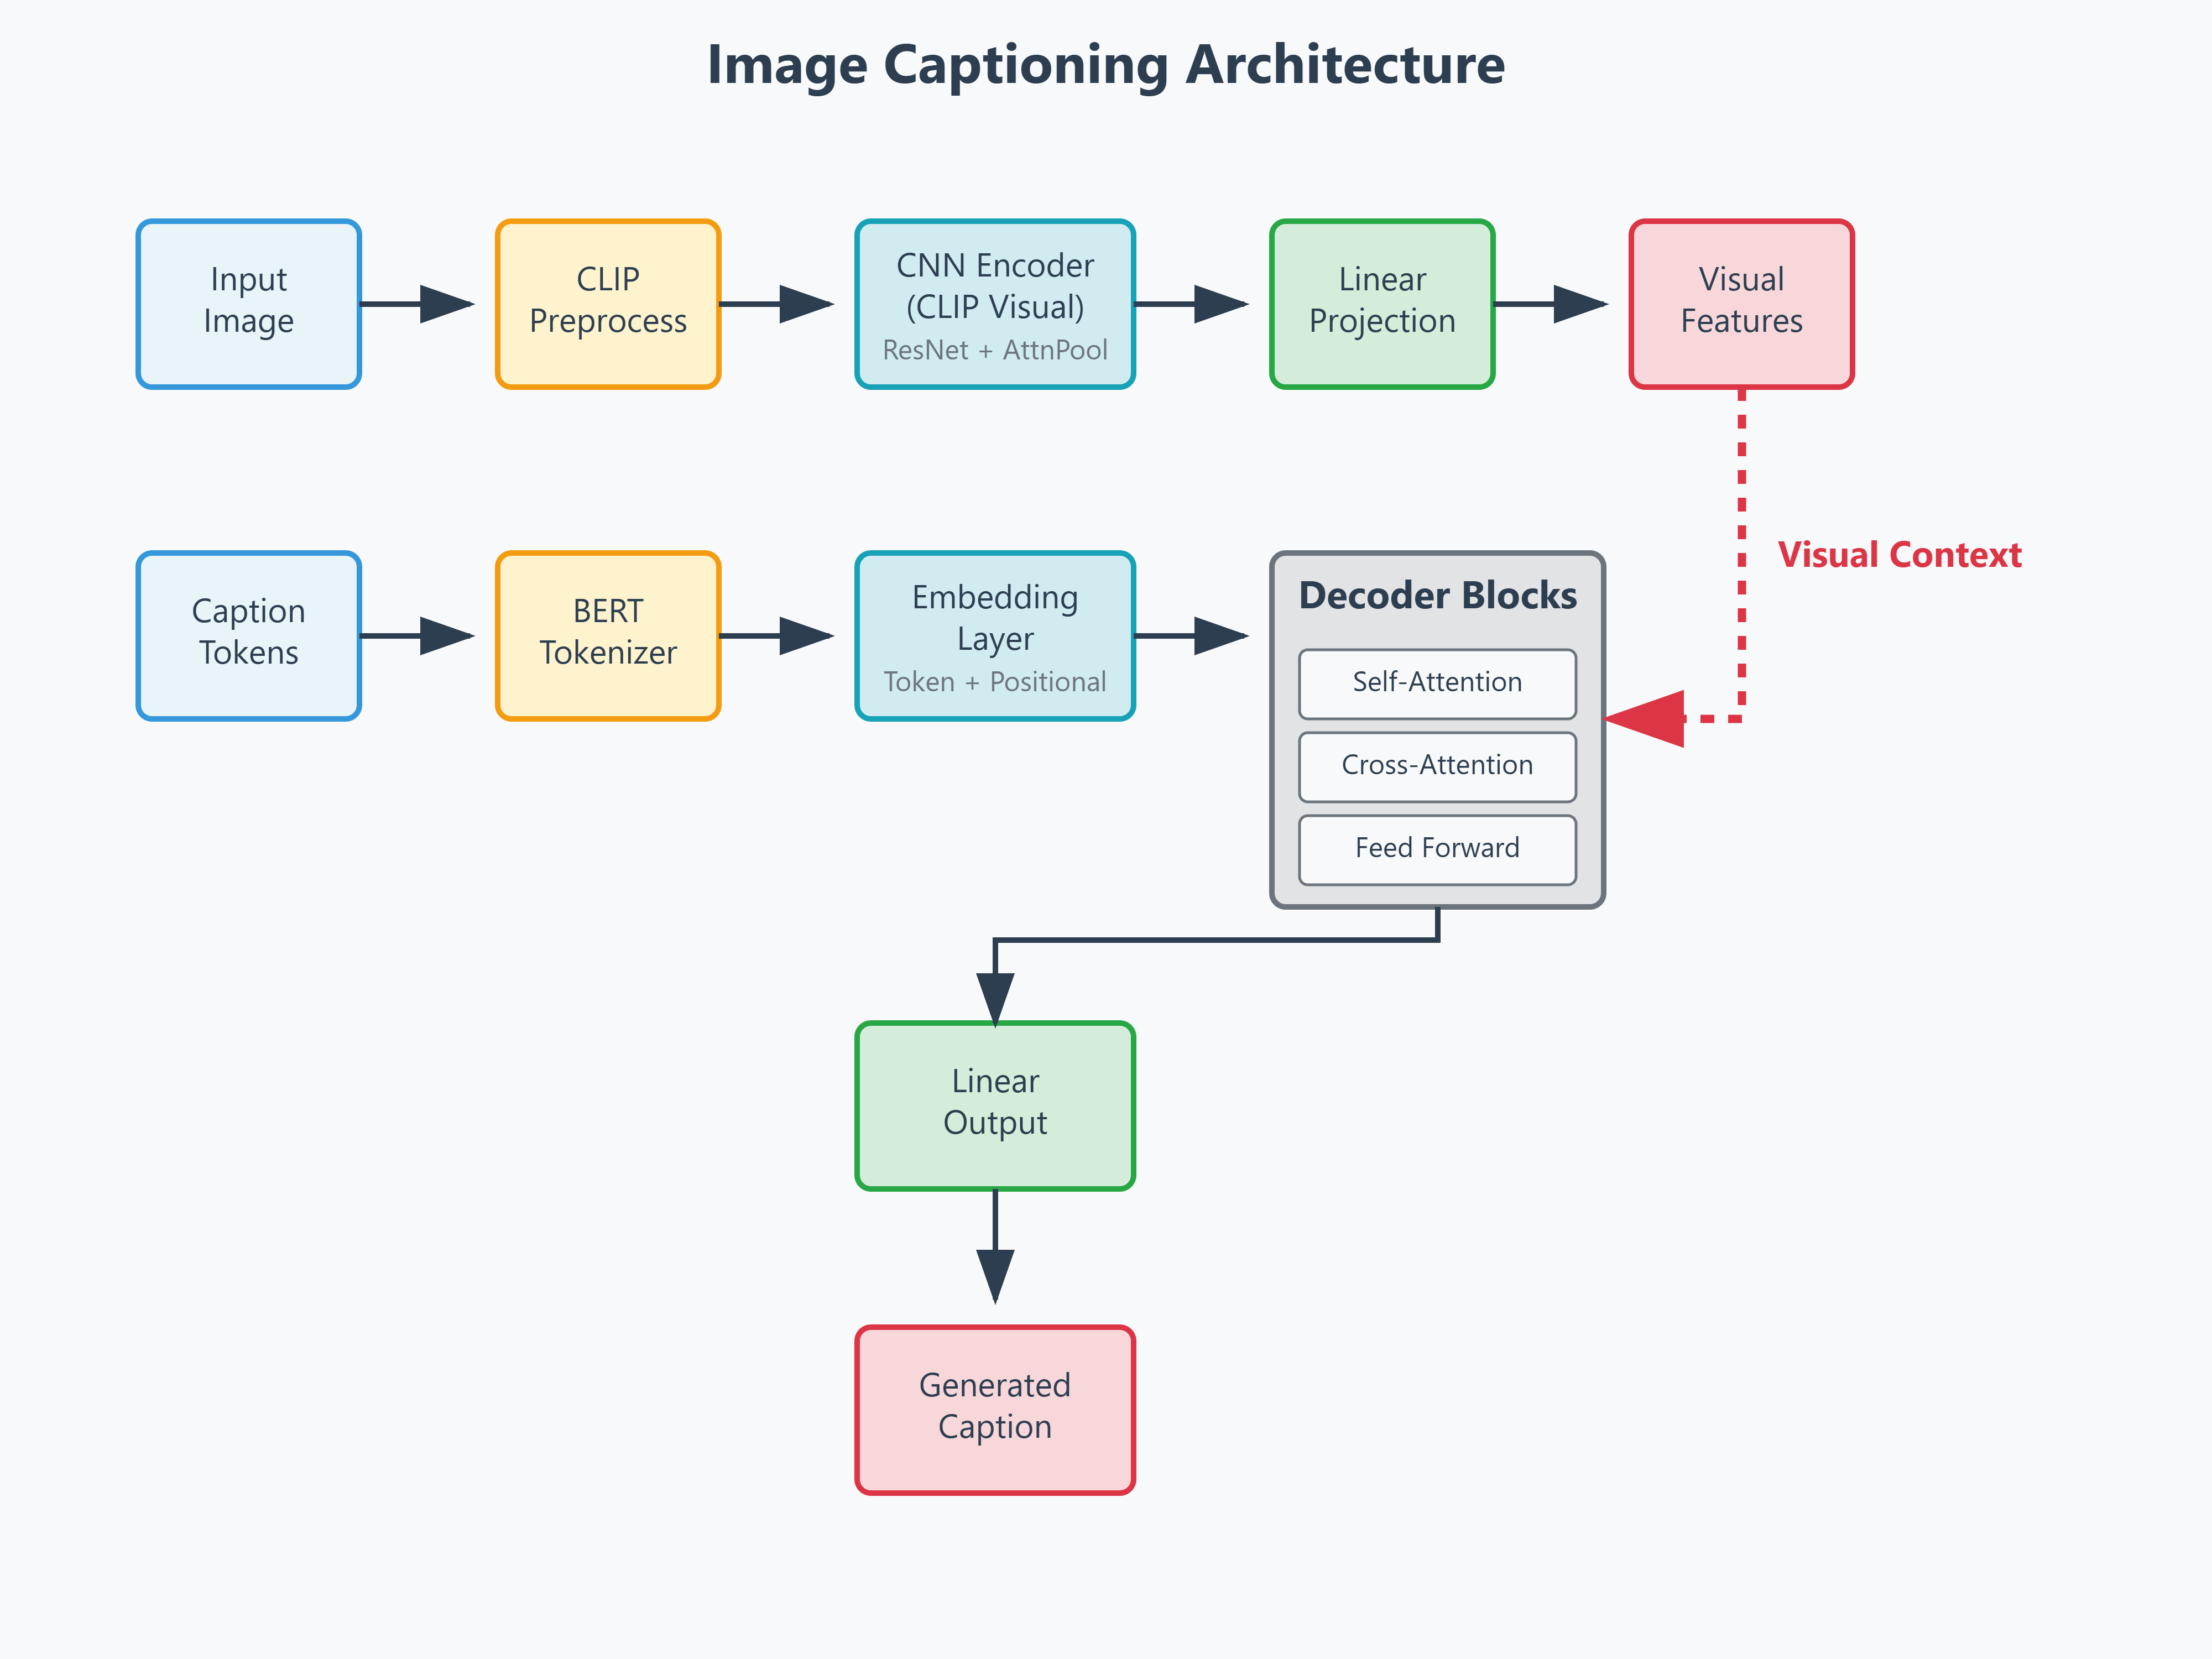 Image Captioning Architecture
Input
Image
CLIP
Preprocess
CNN Encoder
(CLIP Visual)
ResNet + AttnPool
Linear
Projection
Visual
Features
Visual Context
Caption
Tokens
BERT
Tokenizer
Embedding
Layer
Token + Positional
Decoder Blocks
Self-Attention
Cross-Attention
Feed Forward
Linear
Output
Generated
Caption